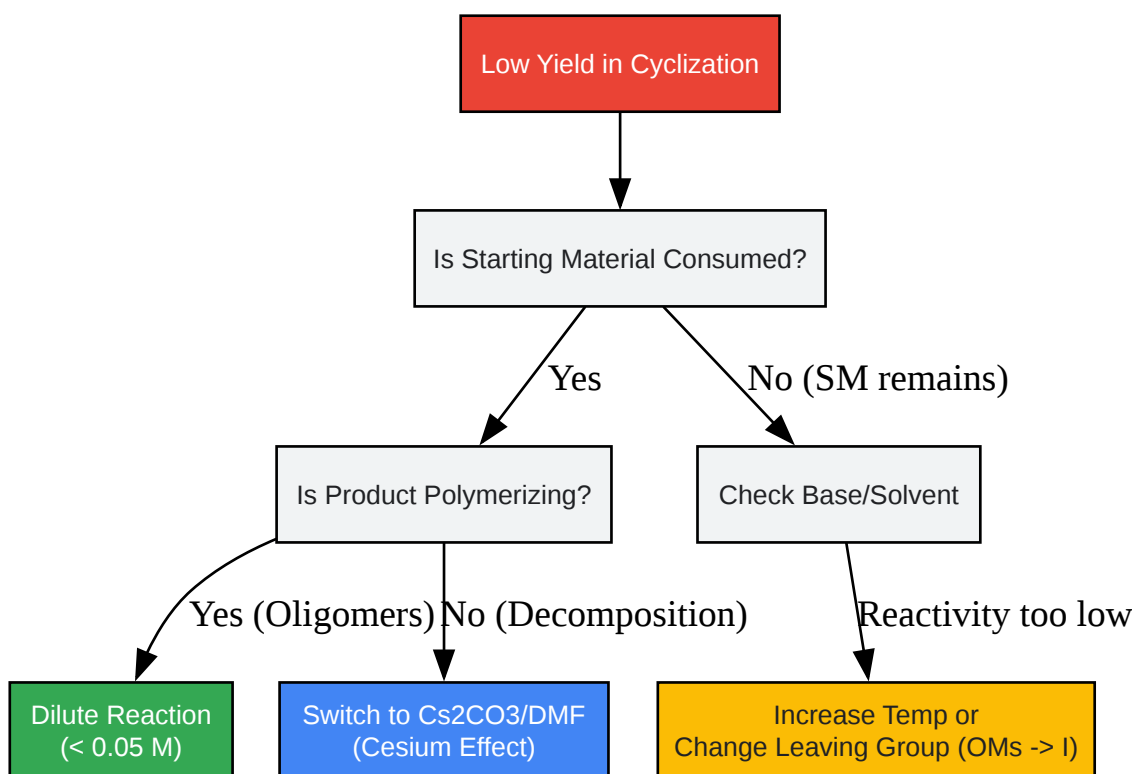 Low Yield in Cyclization
Is Starting Material Consumed?
Yes
No (SM remains)
Is Product Polymerizing?
Check Base/Solvent
Yes (Oligomers)
No (Decomposition)
Reactivity too low
Dilute Reaction
(< 0.05 M)
Switch to Cs2CO3/DMF
(Cesium Effect)
Increase Temp or
Change Leaving Group (OMs -> I)